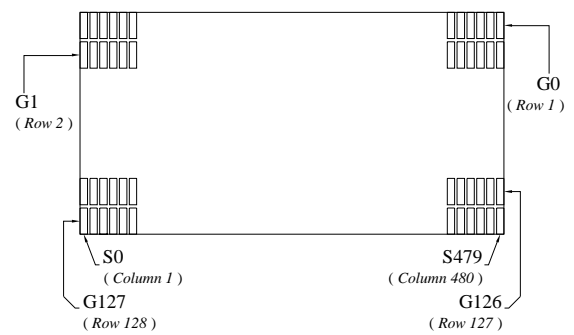 G0
( Row 1 )
G1
( Row 2 )
S0
( Column 1 )
S479
( Column 480 )
G127
( Row 128 )
G126
( Row 127 )